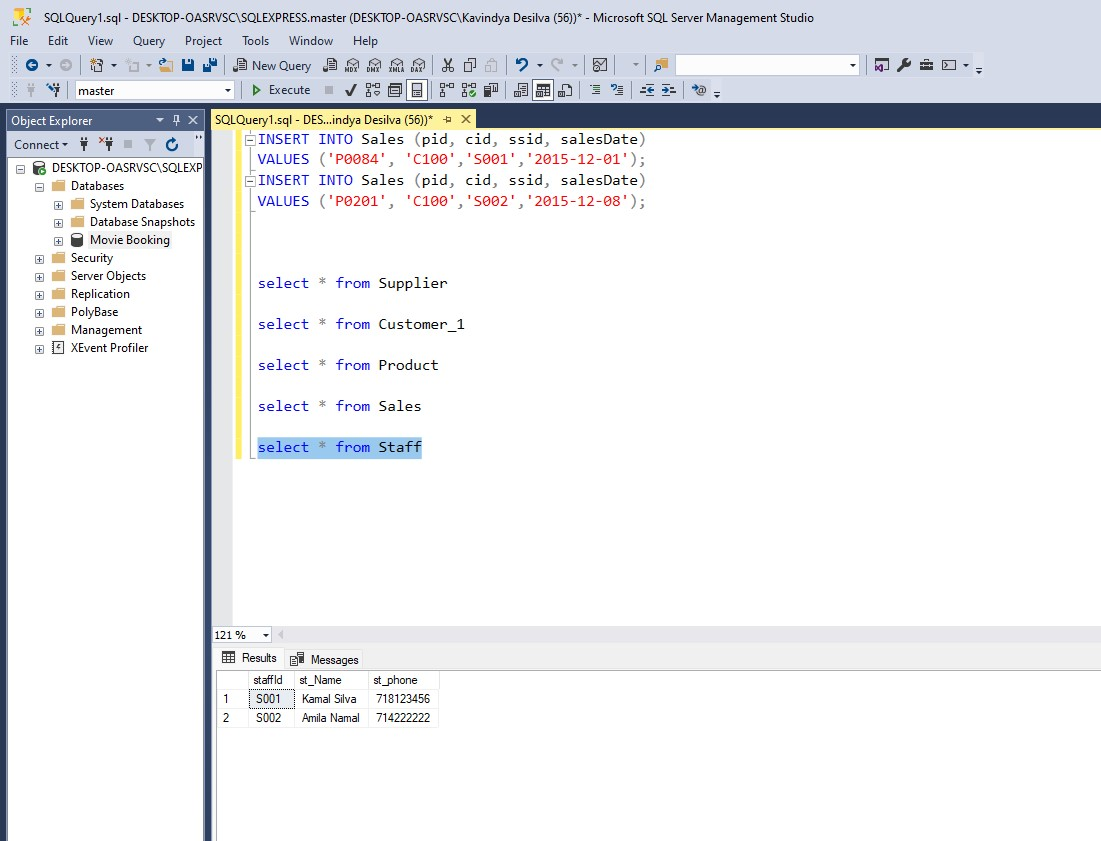 SQLQuery1.sql - DESKTOP-OASRVSC\SQLEXPRESS.master (DESKTOP-OASRVSC\Kavindya Desilva (56))* - Microsoft SQL Server Management Studio
File Edit View Query Project Tools Window Help
New Query MDX DMX XMLA DAX
master Execute
Object Explorer
Connect
DESKTOP-OASRVSC\SQLEXP
Databases
System Databases
Database Snapshots
Movie Booking
Security
Server Objects
Replication
PolyBase
Management
XEvent Profiler
SQLQuery1.sql - DES...indya Desilva (56))*
INSERT INTO Sales (pid, cid, ssid, salesDate)
VALUES ('P0084', 'C100','S001','2015-12-01');
INSERT INTO Sales (pid, cid, ssid, salesDate)
VALUES ('P0201', 'C100','S002','2015-12-08');
select * from Supplier
select * from Customer_1
select * from Product
select * from Sales
select * from Staff
121 %
Results Messages
staffId st_Name st_phone
1 S001 Kamal Silva 718123456
2 S002 Amila Namal 714222222